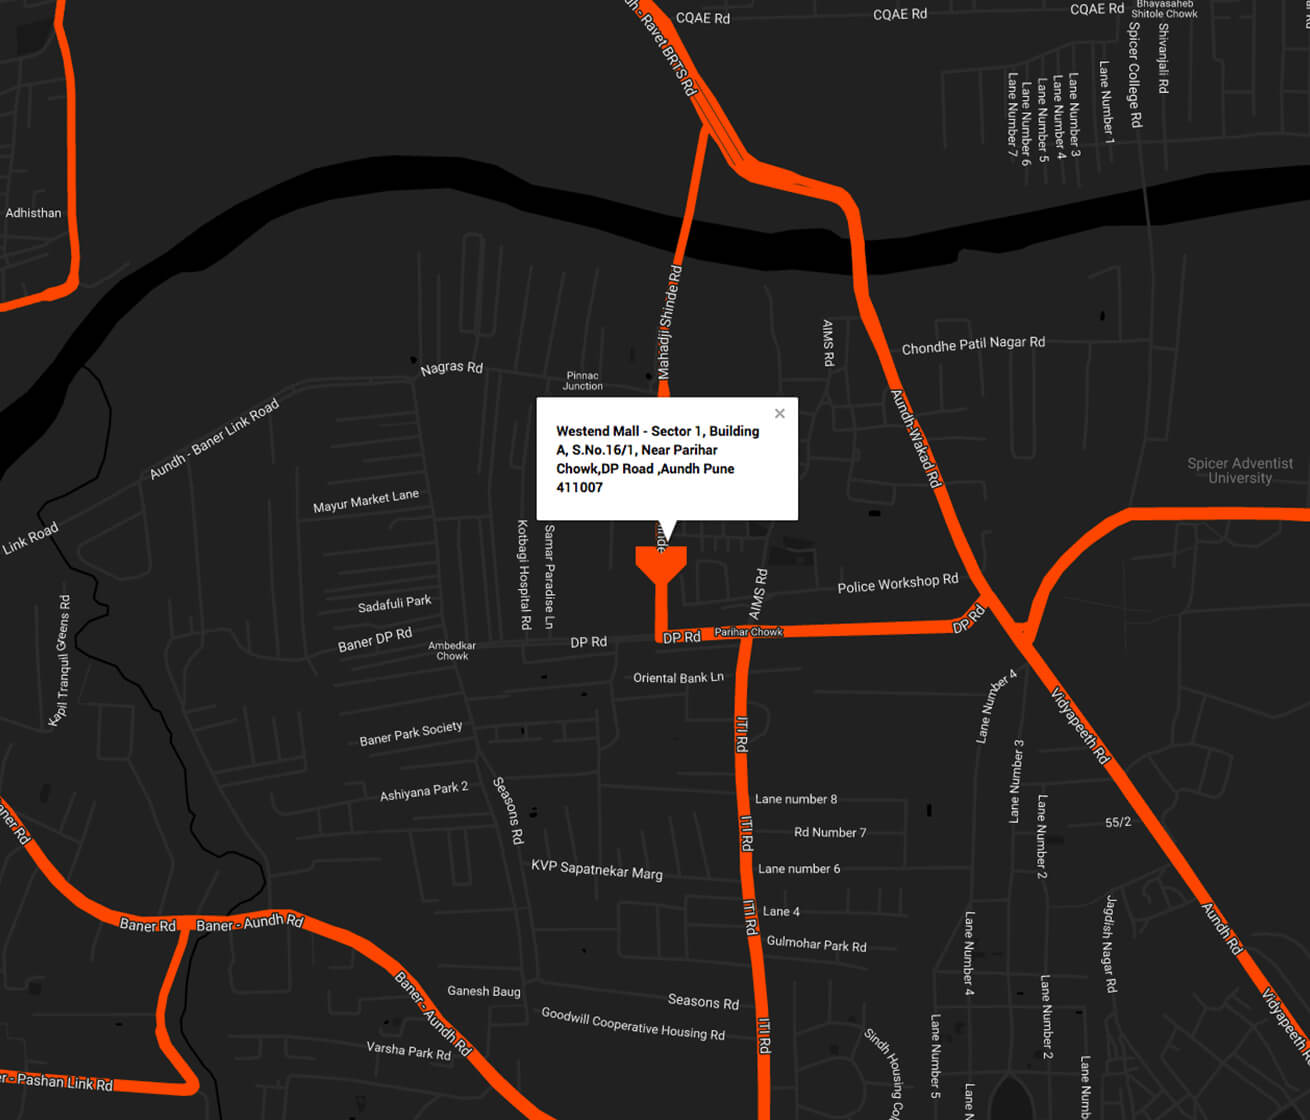 dh - Ravet BRTS Rd
CQAE Rd
CQAE Rd
CQAE Rd
Bhayasaheb
Shitole Chowk
Spicer College Rd
Shivanjali Rd
Lane Number 7
Lane Number 6
Lane Number 5
Lane Number 4
Lane Number 3
Lane Number 1
Adhisthan
Mahadji Shinde Rd
AIMS Rd
Chondhe Patil Nagar Rd
Nagras Rd
Pinnac
Junction
Aundh - Baner Link Road
Westend Mall - Sector 1, Building
A, S.No.16/1, Near Parihar
Chowk,DP Road ,Aundh Pune
411007
×
Aundh-Wakad Rd
Spicer Adventist
University
Mayur Market Lane
Link Road
Kotbagi Hospital Rd
Samar Paradise Ln
inde
AIMS Rd
Police Workshop Rd
Sadafuli Park
Baner DP Rd
Ambedkar
Chowk
DP Rd
DP Rd
Parihar Chowk
DP Rd
Kapil Tranquil Greens Rd
Oriental Bank Ln
Lane Number 4
Vidyapeeth Rd
Baner Park Society
ITI Rd
Lane Number 3
Ashiyana Park 2
Seasons Rd
Lane number 8
Lane Number 2
55/2
aner Rd
ITI Rd
Rd Number 7
KVP Sapatnekar Marg
Lane number 6
Baner Rd
Baner - Aundh Rd
ITI Rd
Lane 4
Gulmohar Park Rd
Lane Number 4
Jagdish Nagar Rd
Aundh Rd
Baner - Aundh Rd
Ganesh Baug
Seasons Rd
Goodwill Cooperative Housing Rd
ITI Rd
Lane Number 2
Vidyapeeth R
Varsha Park Rd
Sindh Housing Co
Lane Number 5
er - Pashan Link Rd
Lane N
Lane Numb